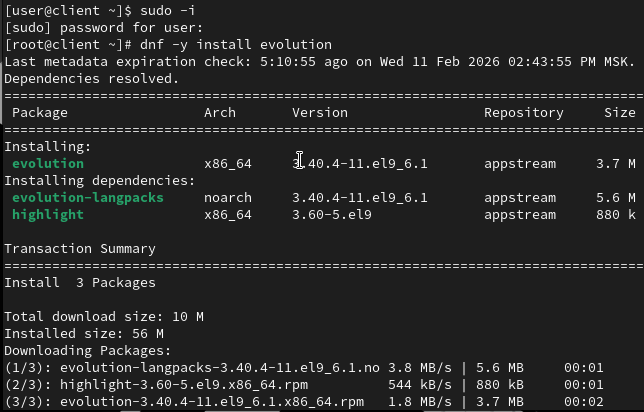 [user@client ~]$ sudo -i
[sudo] password for user:
[root@client ~]# dnf -y install evolution
Last metadata expiration check: 5:10:55 ago on Wed 11 Feb 2026 02:43:55 PM MSK.
Dependencies resolved.
================================================================================
 Package                Arch       Version                 Repository     Size
================================================================================
Installing:
 evolution              x86_64     3.40.4-11.el9_6.1       appstream     3.7 M
Installing dependencies:
 evolution-langpacks    noarch     3.40.4-11.el9_6.1       appstream     5.6 M
 highlight              x86_64     3.60-5.el9              appstream     880 k

Transaction Summary
================================================================================
Install  3 Packages

Total download size: 10 M
Installed size: 56 M
Downloading Packages:
(1/3): evolution-langpacks-3.40.4-11.el9_6.1.no 3.8 MB/s | 5.6 MB     00:01
(2/3): highlight-3.60-5.el9.x86_64.rpm          544 kB/s | 880 kB     00:01
(3/3): evolution-3.40.4-11.el9_6.1.x86_64.rpm   1.8 MB/s | 3.7 MB     00:02